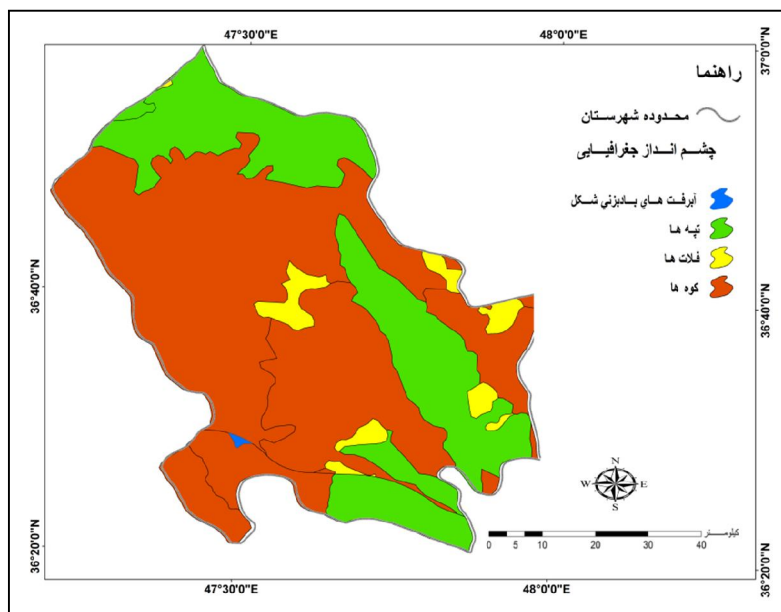 47°30'0"E
48°0'0"E
37°0'0"N
راهنما
محدوده شهرستان
چشم انداز جغرافیایی
آبرفت هاي بادبزني شکل
تپه ها
فلات ها
کوه ها
36°40'0"N
36°40'0"N
N
W
E
S
کیلومتر
0
5
10
20
30
40
36°20'0"N
36°20'0"N
47°30'0"E
48°0'0"E